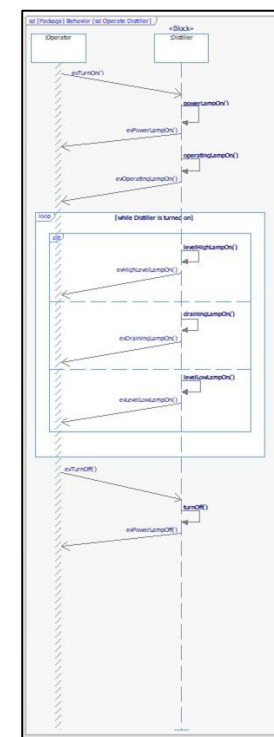 sd [Package] Behavior [sd Operate Distiller]
«Block»
:Operator
:Distiller
evTurnOn()
powerLampOn()
evPowerLampOn()
operatingLampOn()
evOperatingLampOn()
loop
[while Distiller is turned on]
alt
levelHighLampOn()
evHighLevelLampOn()
drainingLampOn()
evDrainingLampOn()
levelLowLampOn()
evLevelLowLampOn()
evTurnOff()
turnOff()
evPowerLampOff()